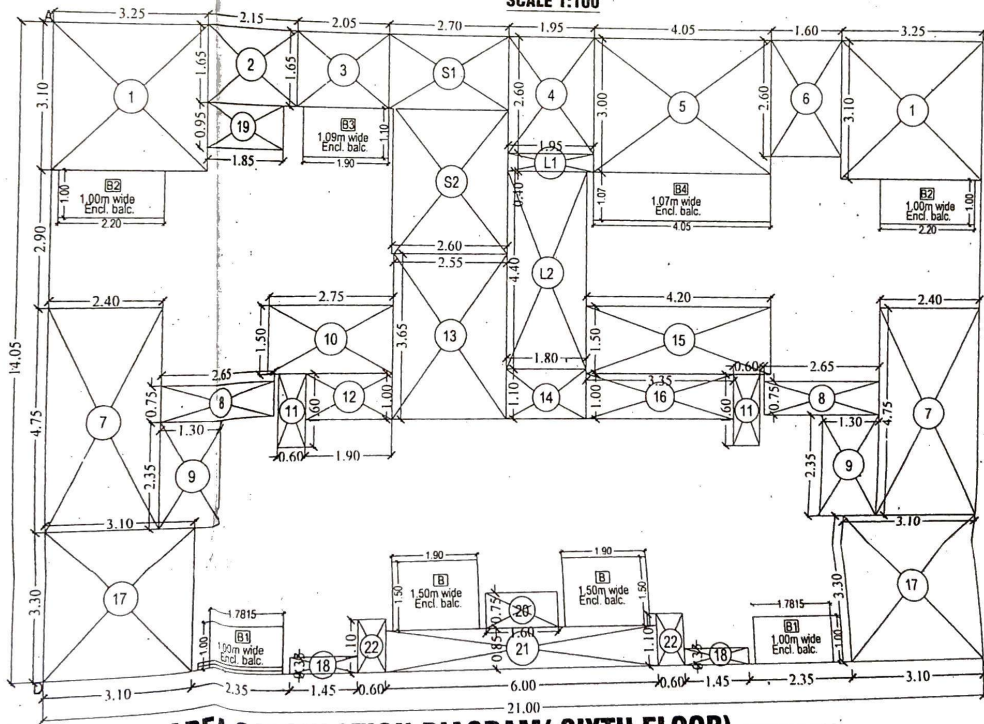 SCALE 1:100
3.25 2.15 2.05 2.70 1.95 4.05 1.60 3.25
14.05
3.10 1 1.65 2 1.65 3 S1 4 2.60 3.00 5 2.60 6 3.10 1
0.95 19 1.85
B3
1.09m wide
Encl. balc.
1.10
1.90
1.95
L1
0.40
S2
B2
1.00m wide
Encl. balc.
1.00
2.20
B4
1.07m wide
Encl. balc.
1.07
4.05
B2
1.00m wide
Encl. balc.
1.00
2.20
2.90
2.60
2.55
4.40 L2
2.40 2.75 4.20 2.40
1.50 10 3.65 13 1.50 15
2.65 1.80 0.60 2.65
4.75 7 0.75 8 11 .60 12 1.00 1.10 14 1.00 3.35 16 .60 11 0.75 8 4.75 7
1.30 0.60 1.90 1.30
2.35 9 2.35 9
3.10 3.10
3.30 17 3.30 17
1.90 1.90
B
1.50m wide
Encl. balc.
1.50
B
1.50m wide
Encl. balc.
1.50
0.75 20
1.60
0.85 21
1.7815
B1
1.00m wide
Encl. balc.
1.00
18 1.10 22
1.10 22 18
1.7815
B1
1.00m wide
Encl. balc.
1.00
3.10 2.35 1.45 0.60 6.00 0.60 1.45 2.35 3.10
21.00